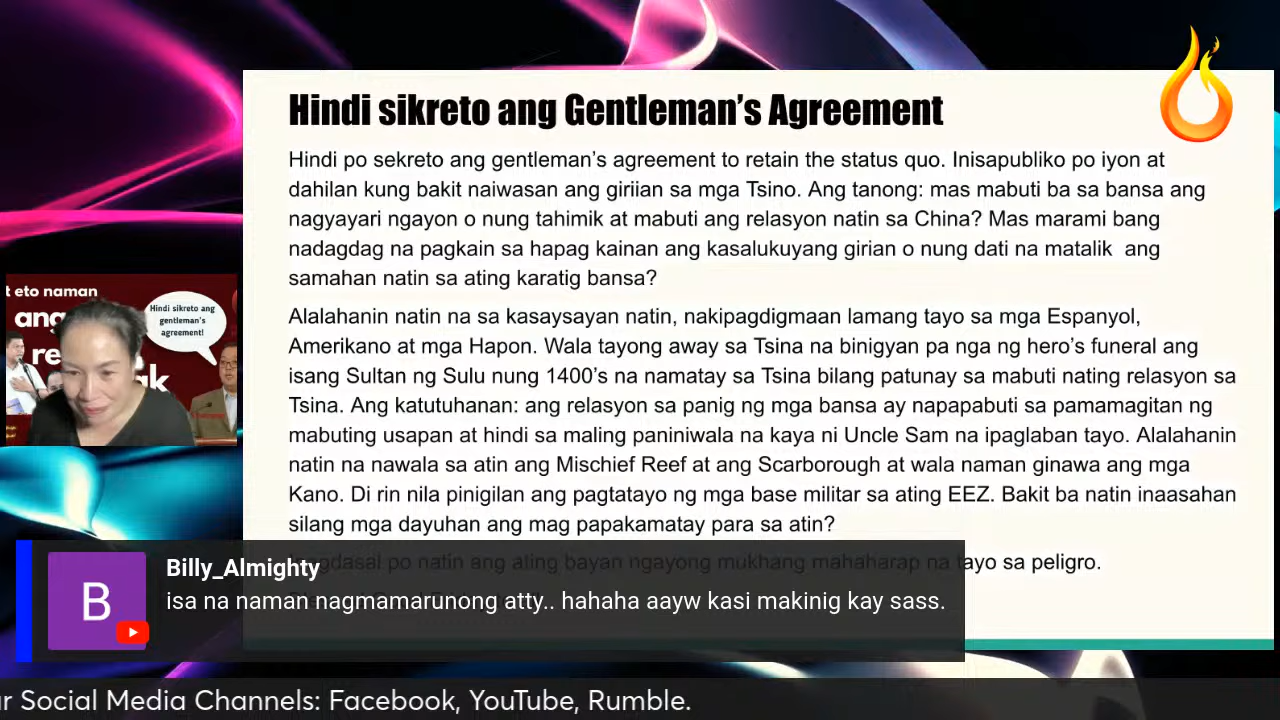 Hindi sikreto ang Gentleman's Agreement
Hindi po sekreto ang gentleman's agreement to retain the status quo. Inisapubliko po iyon at
dahilan kung bakit naiwasan ang giriian sa mga Tsino. Ang tanong: mas mabuti ba sa bansa ang
nagyayari ngayon o nung tahimik at mabuti ang relasyon natin sa China? Mas marami bang
nadagdag na pagkain sa hapag kainan ang kasalukuyang girian o nung dati na matalik ang
samahan natin sa ating karatig bansa?
Alalahanin natin na sa kasaysayan natin, nakipagdigmaan lamang tayo sa mga Espanyol,
Amerikano at mga Hapon. Wala tayong away sa Tsina na binigyan pa nga ng hero's funeral ang
isang Sultan ng Sulu nung 1400's na namatay sa Tsina bilang patunay sa mabuti nating relasyon sa
Tsina. Ang katutuhanan: ang relasyon sa panig ng mga bansa ay napapabuti sa pamamagitan ng
mabuting usapan at hindi sa maling paniniwala na kaya ni Uncle Sam na ipaglaban tayo. Alalahanin
natin na nawala sa atin ang Mischief Reef at ang Scarborough at wala naman ginawa ang mga
Kano. Di rin nila pinigilan ang pagtatayo ng mga base militar sa ating EEZ. Bakit ba natin inaasahan
silang mga dayuhan ang mag papakamatay para sa atin?
po natin ang ating bayan ngayong mukhang mahaharap na tayo sa peligro.
t eto naman
ang
re
ak
Hindi sikreto ang
gentleman's
agreement!
B
Billy_Almighty
isa na naman nagmamarunong atty.. hahaha aayw kasi makinig kay sass.
r Social Media Channels: Facebook, YouTube, Rumble.